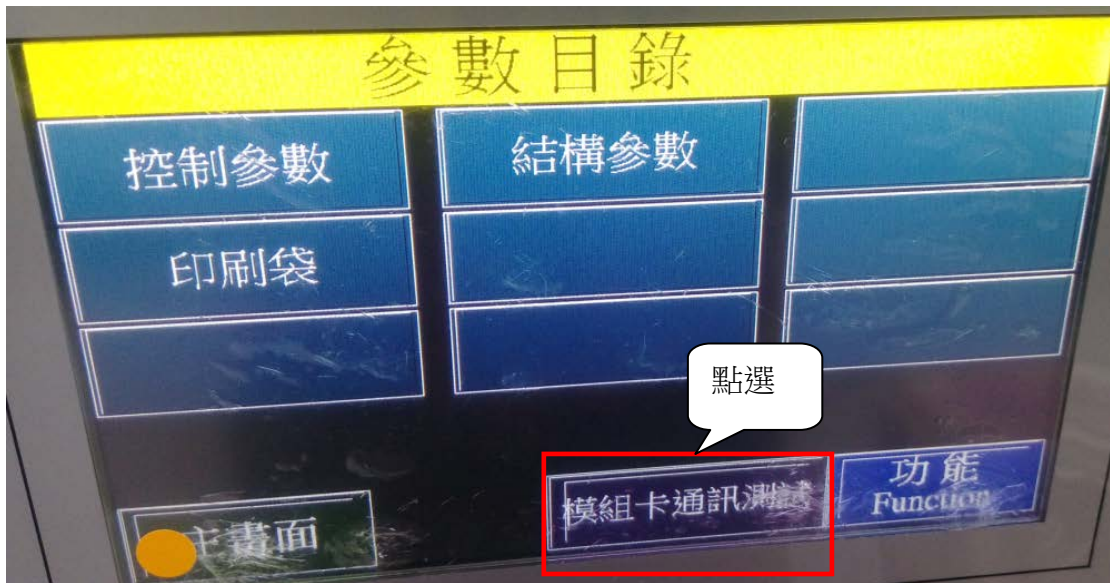 參數目錄
控制參數
結構參數
印刷袋
點選
模組卡通訊測試
功能
Function
主畫面